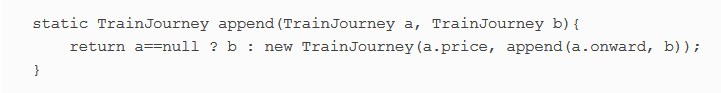 static TrainJourney append(TrainJourney a, TrainJourney b){
return a==null ? b : new TrainJourney(a.price, append(a.onward, b));
}